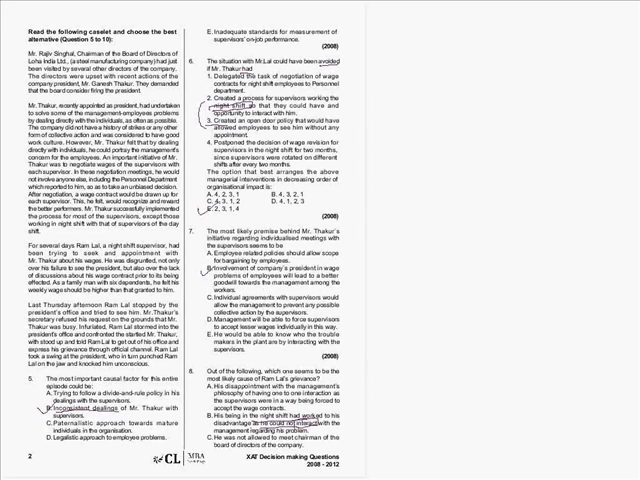 Read the following caselet and choose the best
alternative (Question 5 to 10):
Mr. Rajiv Singhal, Chairman of the Board of Directors of
Loha India Ltd., (a steel manufacturing company) had just
been visited by several other directors of the company.
The directors were upset with recent actions of the
company president, Mr. Ganesh Thakur. They demanded
that the board consider firing the president.
Mr. Thakur, recently appointed as president, had undertaken
to solve some of the management-employees problems
by dealing directly with the individuals, as often as possible.
The company did not have a history of strikes or any other
form of collective action and was considered to have good
work culture. However, Mr. Thakur felt that by dealing
directly with individuals, he could portray the management's
concern for the employees. An important initiative of Mr.
Thakur was to negotiate wages of the supervisors with
each supervisor. In these negotiation meetings, he would
not involve anyone else, including the Personnel Department
which reported to him, so as to take an unbiased decision.
After negotiation, a wage contract would be drawn up for
each supervisor. This, he felt, would recognize and reward
the better performers. Mr. Thakur successfully implemented
the process for most of the supervisors, except those
working in night shift with that of supervisors of the day
shift.
For several days Ram Lal, a night shift supervisor, had
been trying to seek and appointment with
Mr. Thakur about his wages. He was disgruntled, not only
over his failure to see the president, but also over the lack
of discussions about his wage contract prior to its being
effected. As a family man with six dependents, he felt his
weekly wage should be higher than that granted to him.
Last Thursday afternoon Ram Lal stopped by the
president's office and tried to see him. Mr.Thakur's
secretary refused his request on the grounds that Mr.
Thakur was busy. Infuriated, Ram Lal stormed into the
president's office and confronted the startled Mr. Thakur,
with stood up and told Ram Lal to get out of his office and
express his grievance through official channel. Ram Lal
took a swing at the president, who in turn punched Ram
Lal on the jaw and knocked him unconscious.
5. The most important causal factor for this entire
episode could be:
A. Trying to follow a divide-and-rule policy in his
dealings with the supervisors.
B. Inconsistent dealings of Mr. Thakur with
supervisors.
C. Paternalistic approach towards mature
individuals in the organisation.
D. Legalistic approach to employee problems.
2
E. Inadequate standards for measurement of
supervisors' on-job performance.
(2008)
6. The situation with Mr.Lal could have been avoided
if Mr. Thakur had
1. Delegated the task of negotiation of wage
contracts for night shift employees to Personnel
department.
2. Created a process for supervisors working the
night shift so that they could have and
opportunity to interact with him.
3. Created an open door policy that would have
allowed employees to see him without any
appointment.
4. Postponed the decision of wage revision for
supervisors in the night shift for two months,
since supervisors were rotated on different
shifts after every two months.
The option that best arranges the above
managerial interventions in decreasing order of
organisational impact is:
A. 4, 2, 3, 1 B. 4, 3, 2, 1
C. 4, 3, 1, 2 D. 4, 1, 2, 3
E. 2, 3, 1, 4
(2008)
7. The most likely premise behind Mr. Thakur's
initiative regarding individualised meetings with
the supervisors seems to be
A. Employee related policies should allow scope
for bargaining by employees.
B. Involvement of company's president in wage
problems of employees will lead to a better
goodwill towards the management among the
workers.
C. Individual agreements with supervisors would
allow the management to prevent any possible
collective action by the supervisors.
D. Management will be able to force supervisors
to accept lesser wages individually in this way.
E. He would be able to know who the trouble
makers in the plant are by interacting with the
supervisors.
(2008)
8. Out of the following, which one seems to be the
most likely cause of Ram Lal's grievance?
A. His disappointment with the management's
philosophy of having one to one interaction as
the supervisors were in a way being forced to
accept the wage contracts.
B. His being in the night shift had worked to his
disadvantage as he could not interact with the
management regarding his problem.
C. He was not allowed to meet chairman of the
board of directors of the company.
CL MBA
XAT Decision making Questions
2008 - 2012